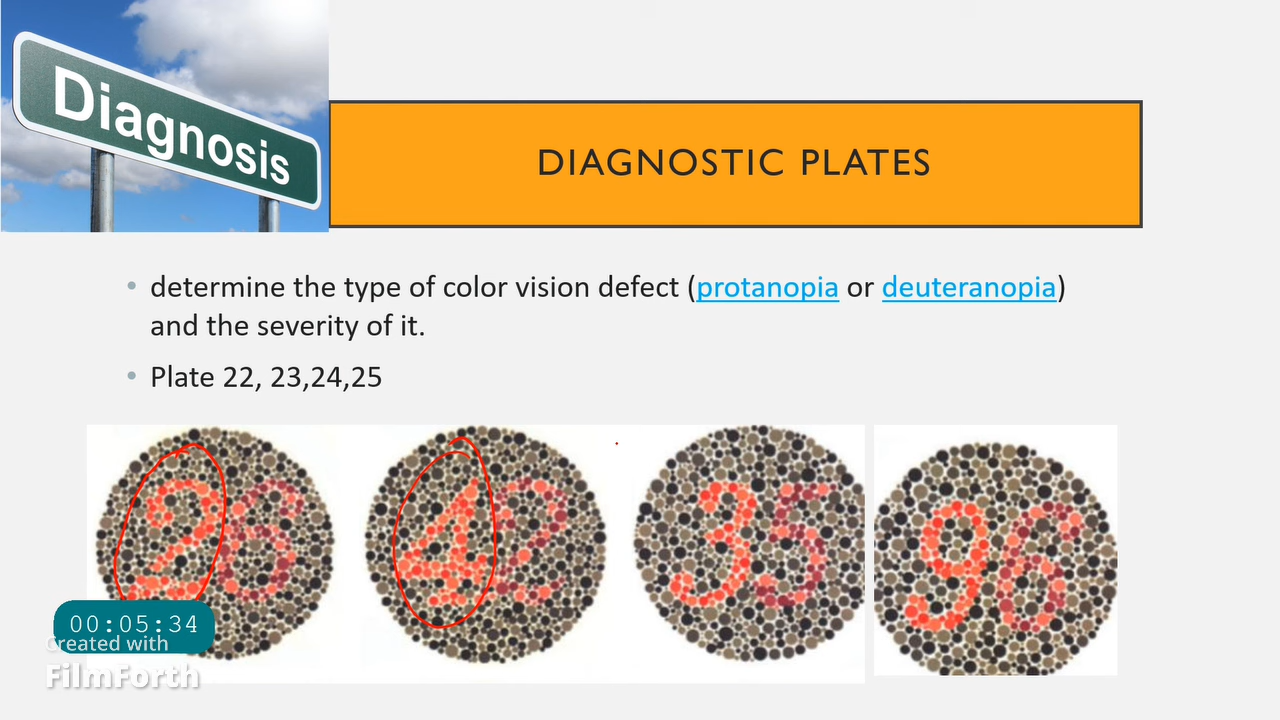 Diagnosis
DIAGNOSTIC PLATES
• determine the type of color vision defect (protanopia or deuteranopia)
and the severity of it.
• Plate 22, 23,24,25
26
42
35
96
00:05:34
Created with
FilmForth